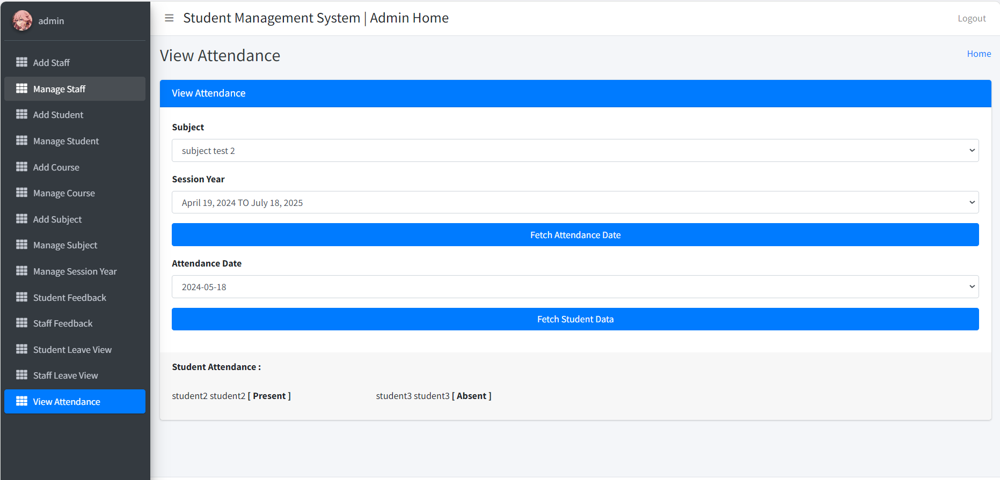 admin
Add Staff
Manage Staff
Add Student
Manage Student
Add Course
Manage Course
Add Subject
Manage Subject
Manage Session Year
Student Feedback
Staff Feedback
Student Leave View
Staff Leave View
View Attendance
Student Management System | Admin Home
Logout
View Attendance
Home
View Attendance
Subject
subject test 2
Session Year
April 19, 2024 TO July 18, 2025
Fetch Attendance Date
Attendance Date
2024-05-18
Fetch Student Data
Student Attendance :
student2 student2 [ Present ] student3 student3 [ Absent ]